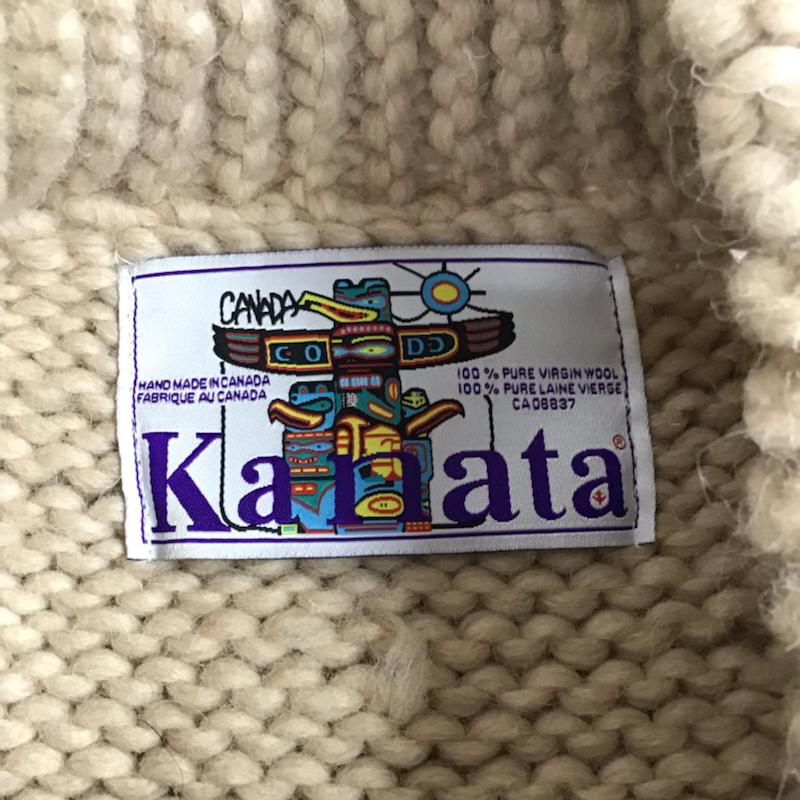 CANADA
HAND MADE IN CANADA
FABRIQUE AU CANADA
100 % PURE VIRGIN WOOL
100 % PURE LAINE VIERGE
CA08837
Kanata®